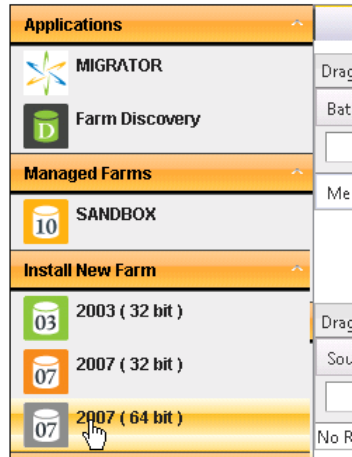 Applications
MIGRATOR
D
Farm Discovery
Managed Farms
SANDBOX
10
Install New Farm
2003 ( 32 bit )
03
2007 ( 32 bit )
07
2007 ( 64 bit )
07
Drag
Bat
Me
Drag
Sou
No R